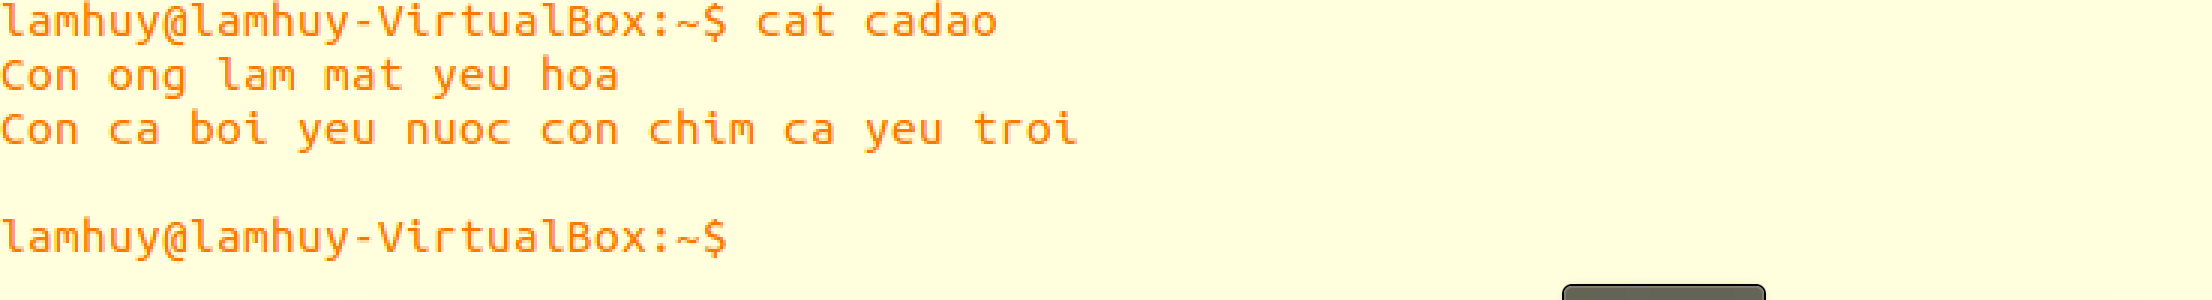 lamhuy@lamhuy-VirtualBox:~$ cat cadao
Con ong lam mat yeu hoa
Con ca boi yeu nuoc con chim ca yeu troi
lamhuy@lamhuy-VirtualBox:~$